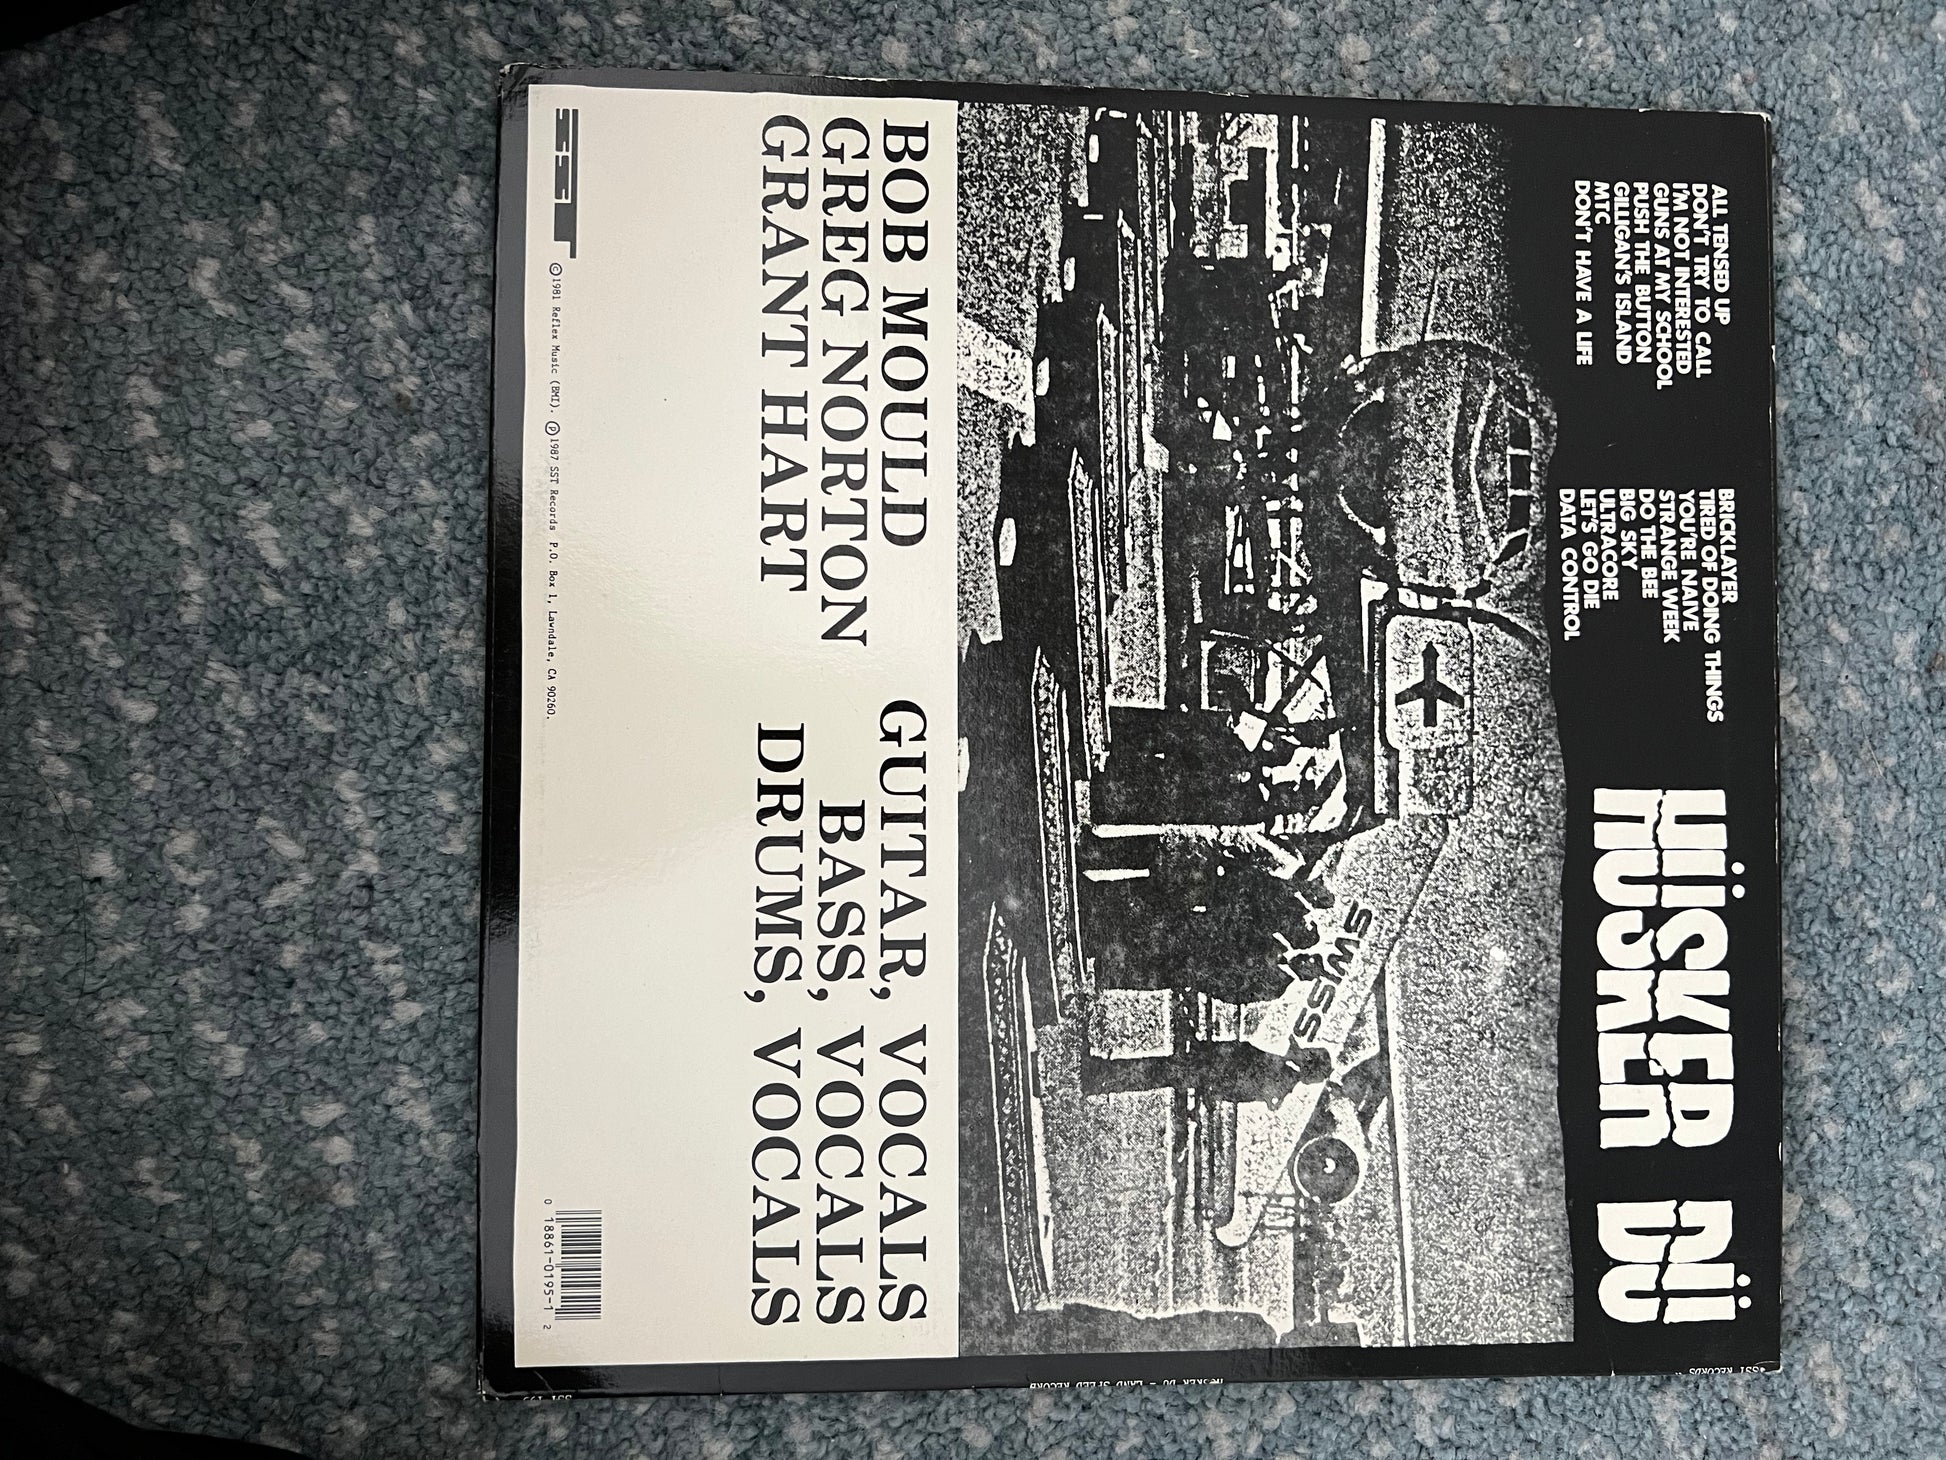 ALL TENSED UP
DON'T TRY TO CALL
I'M NOT INTERESTED
GUNS AT MY SCHOOL
PUSH THE BUTTON
GILLIGAN'S ISLAND
MTC
DON'T HAVE A LIFE
BRICKLAYER
TIRED OF DOING THINGS
YOU'RE NAIVE
STRANGE WEEK
DO THE BEE
BIG SKY
ULTRACORE
LET'S GO DIE
DATA CONTROL
HÜSKER DÜ
SWISS
BOB MOULD GUITAR, VOCALS
GREG NORTON BASS, VOCALS
GRANT HART DRUMS, VOCALS
SST
©1981 Reflex Music (BMI). ℗1987 SST Records P.O. Box 1, Lawndale, CA 90260.
0 18861-0195-1 2
SST RECORDS
HÜSKER DÜ - LAND SPEED RECORD